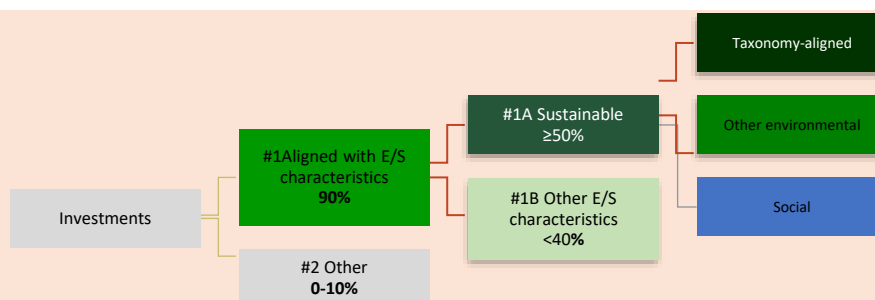 Taxonomy-aligned
#1A Sustainable
≥50%
Other environmental
#1Aligned with E/S
characteristics
90%
#1B Other E/S
characteristics
<40%
Social
Investments
#2 Other
0-10%